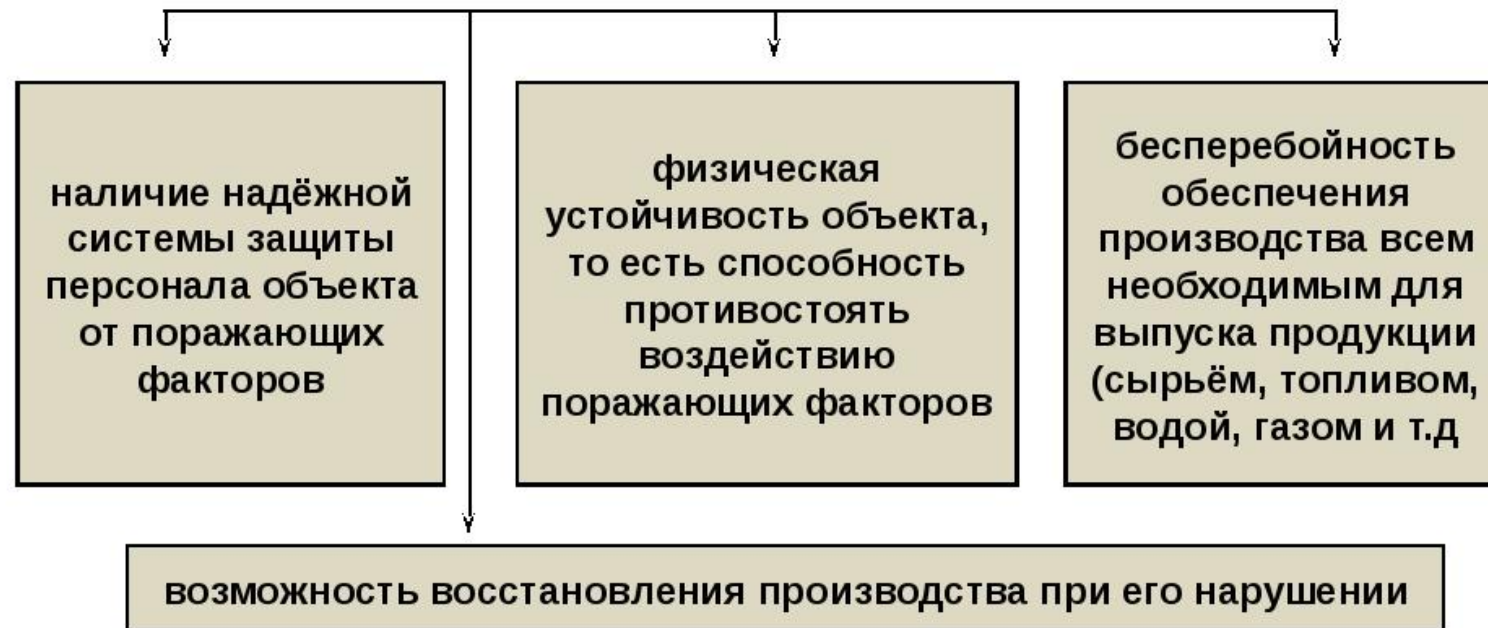 наличие надёжной
системы защиты
персонала объекта
от поражающих
факторов
физическая
устойчивость объекта,
то есть способность
противостоять
воздействию
поражающих факторов
бесперебойность
обеспечения
производства всем
необходимым для
выпуска продукции
(сырьём, топливом,
водой, газом и т.д
возможность восстановления производства при его нарушении